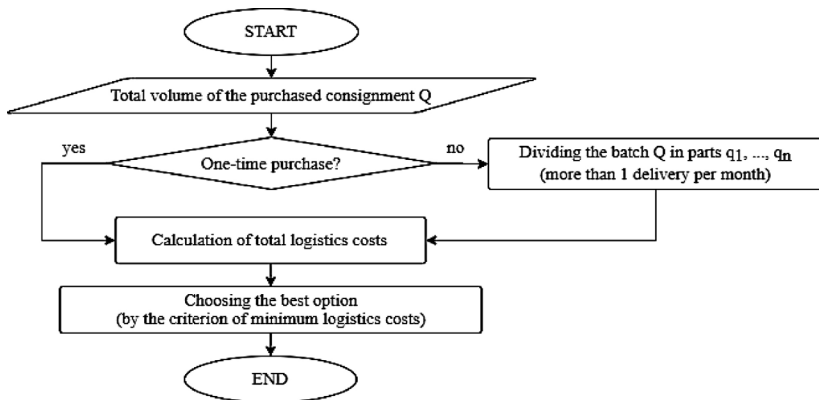 START
Total volume of the purchased consignment Q
yes
One-time purchase?
no
Dividing the batch Q in parts q1, ..., qn
(more than 1 delivery per month)
Calculation of total logistics costs
Choosing the best option
(by the criterion of minimum logistics costs)
END